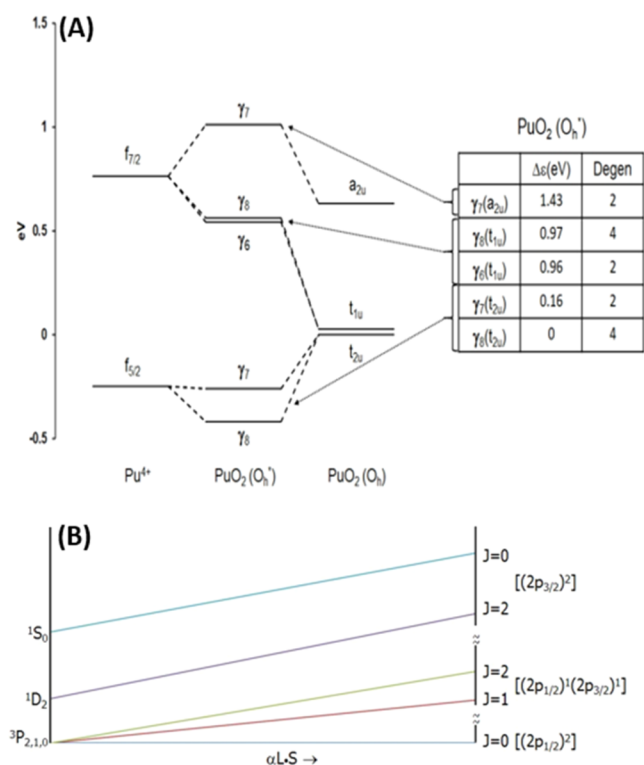 (A)
1.5
1
0.5
0
-0.5
eV
f7/2
f5/2
γ7
γ8
γ6
γ7
γ8
a2u
t1u
t2u
Pu4+ PuO2 (Oh*) PuO2 (Oh)
PuO2 (Oh*)
Δε(eV) Degen
γ7(a2u) 1.43 2
γ8(t1u) 0.97 4
γ6(t1u) 0.96 2
γ7(t2u) 0.16 2
γ8(t2u) 0 4
(B)
1S0
1D2
3P2,1,0
J=0
[(2p3/2)2]
J=2
≈
J=2
[(2p1/2)1(2p3/2)1]
J=1
≈
J=0 [(2p1/2)2]
αL•S →